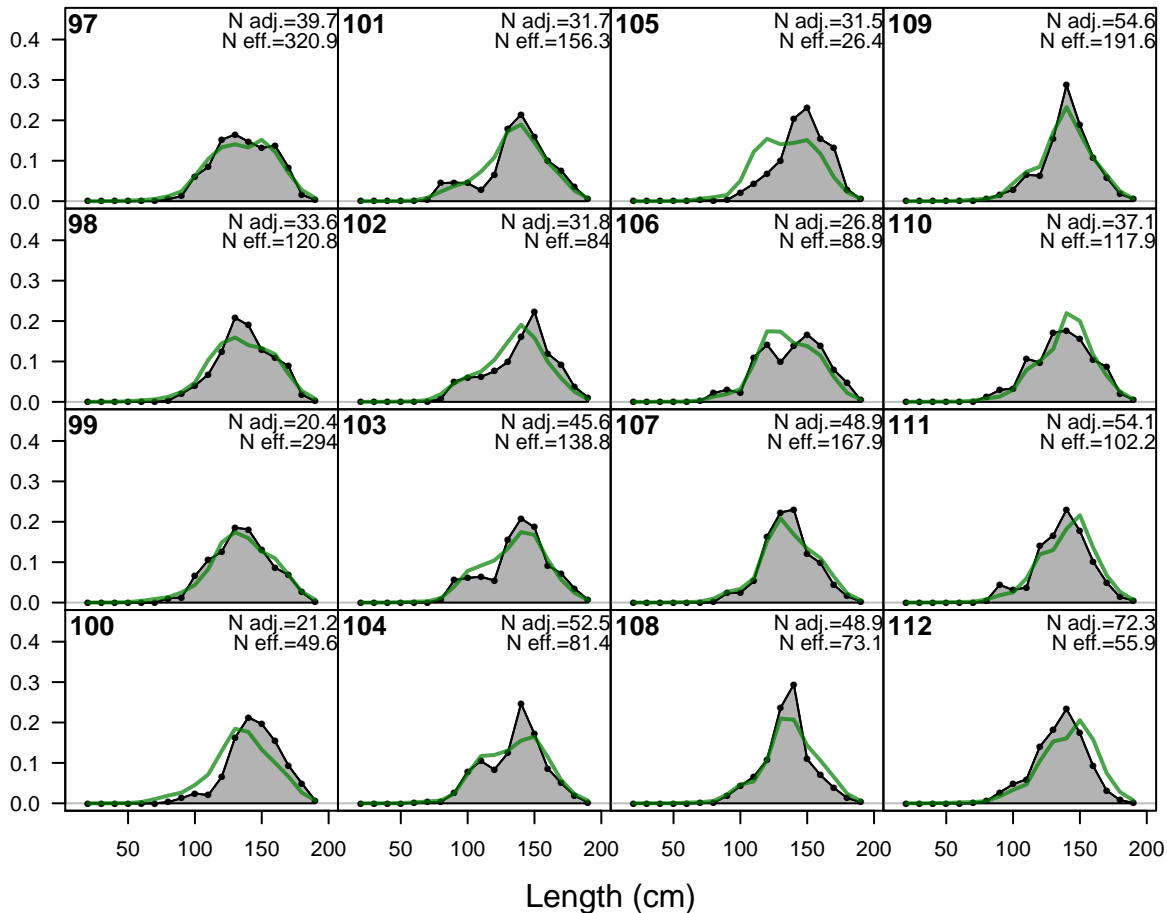 97 N adj.=39.7 101 N adj.=31.7 105 N adj.=31.5 109 N adj.=54.6
N eff.=320.9 N eff.=156.3 N eff.=26.4 N eff.=191.6
0.4
0.3
0.2
0.1
0.0
98 N adj.=33.6 102 N adj.=31.8 106 N adj.=26.8 110 N adj.=37.1
N eff.=120.8 N eff.=84 N eff.=88.9 N eff.=117.9
0.4
0.3
0.2
0.1
0.0
99 N adj.=20.4 103 N adj.=45.6 107 N adj.=48.9 111 N adj.=54.1
N eff.=294 N eff.=138.8 N eff.=167.9 N eff.=102.2
0.4
0.3
0.2
0.1
0.0
100 N adj.=21.2 104 N adj.=52.5 108 N adj.=48.9 112 N adj.=72.3
N eff.=49.6 N eff.=81.4 N eff.=73.1 N eff.=55.9
0.4
0.3
0.2
0.1
0.0
50 100 150 200 50 100 150 200 50 100 150 200 50 100 150 200
Length (cm)